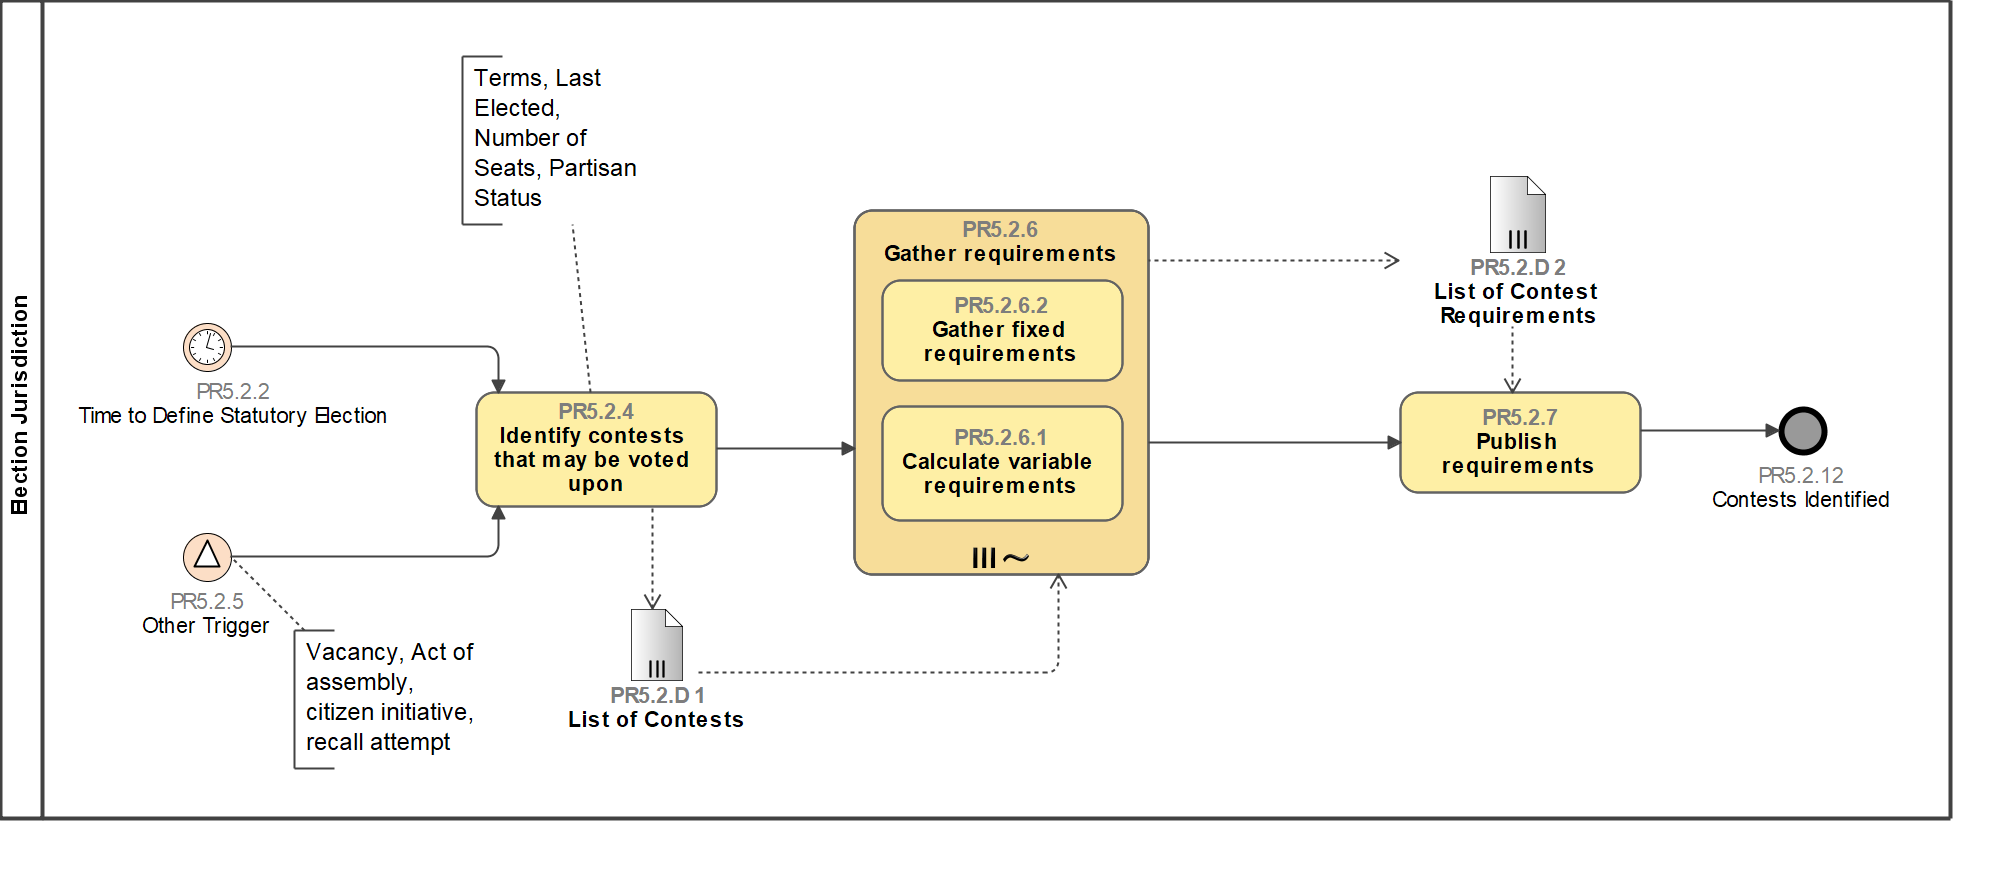 Election Jurisdiction
Terms, Last
Elected,
Number of
Seats, Partisan
Status
PR5.2.2
Time to Define Statutory Election
PR5.2.5
Other Trigger
Vacancy, Act of
assembly,
citizen initiative,
recall attempt
PR5.2.4
Identify contests
that may be voted
upon
PR5.2.D1
List of Contests
PR5.2.6
Gather requirements
PR5.2.6.2
Gather fixed
requirements
PR5.2.6.1
Calculate variable
requirements
PR5.2.D2
List of Contest
Requirements
PR5.2.7
Publish
requirements
PR5.2.12
Contests Identified